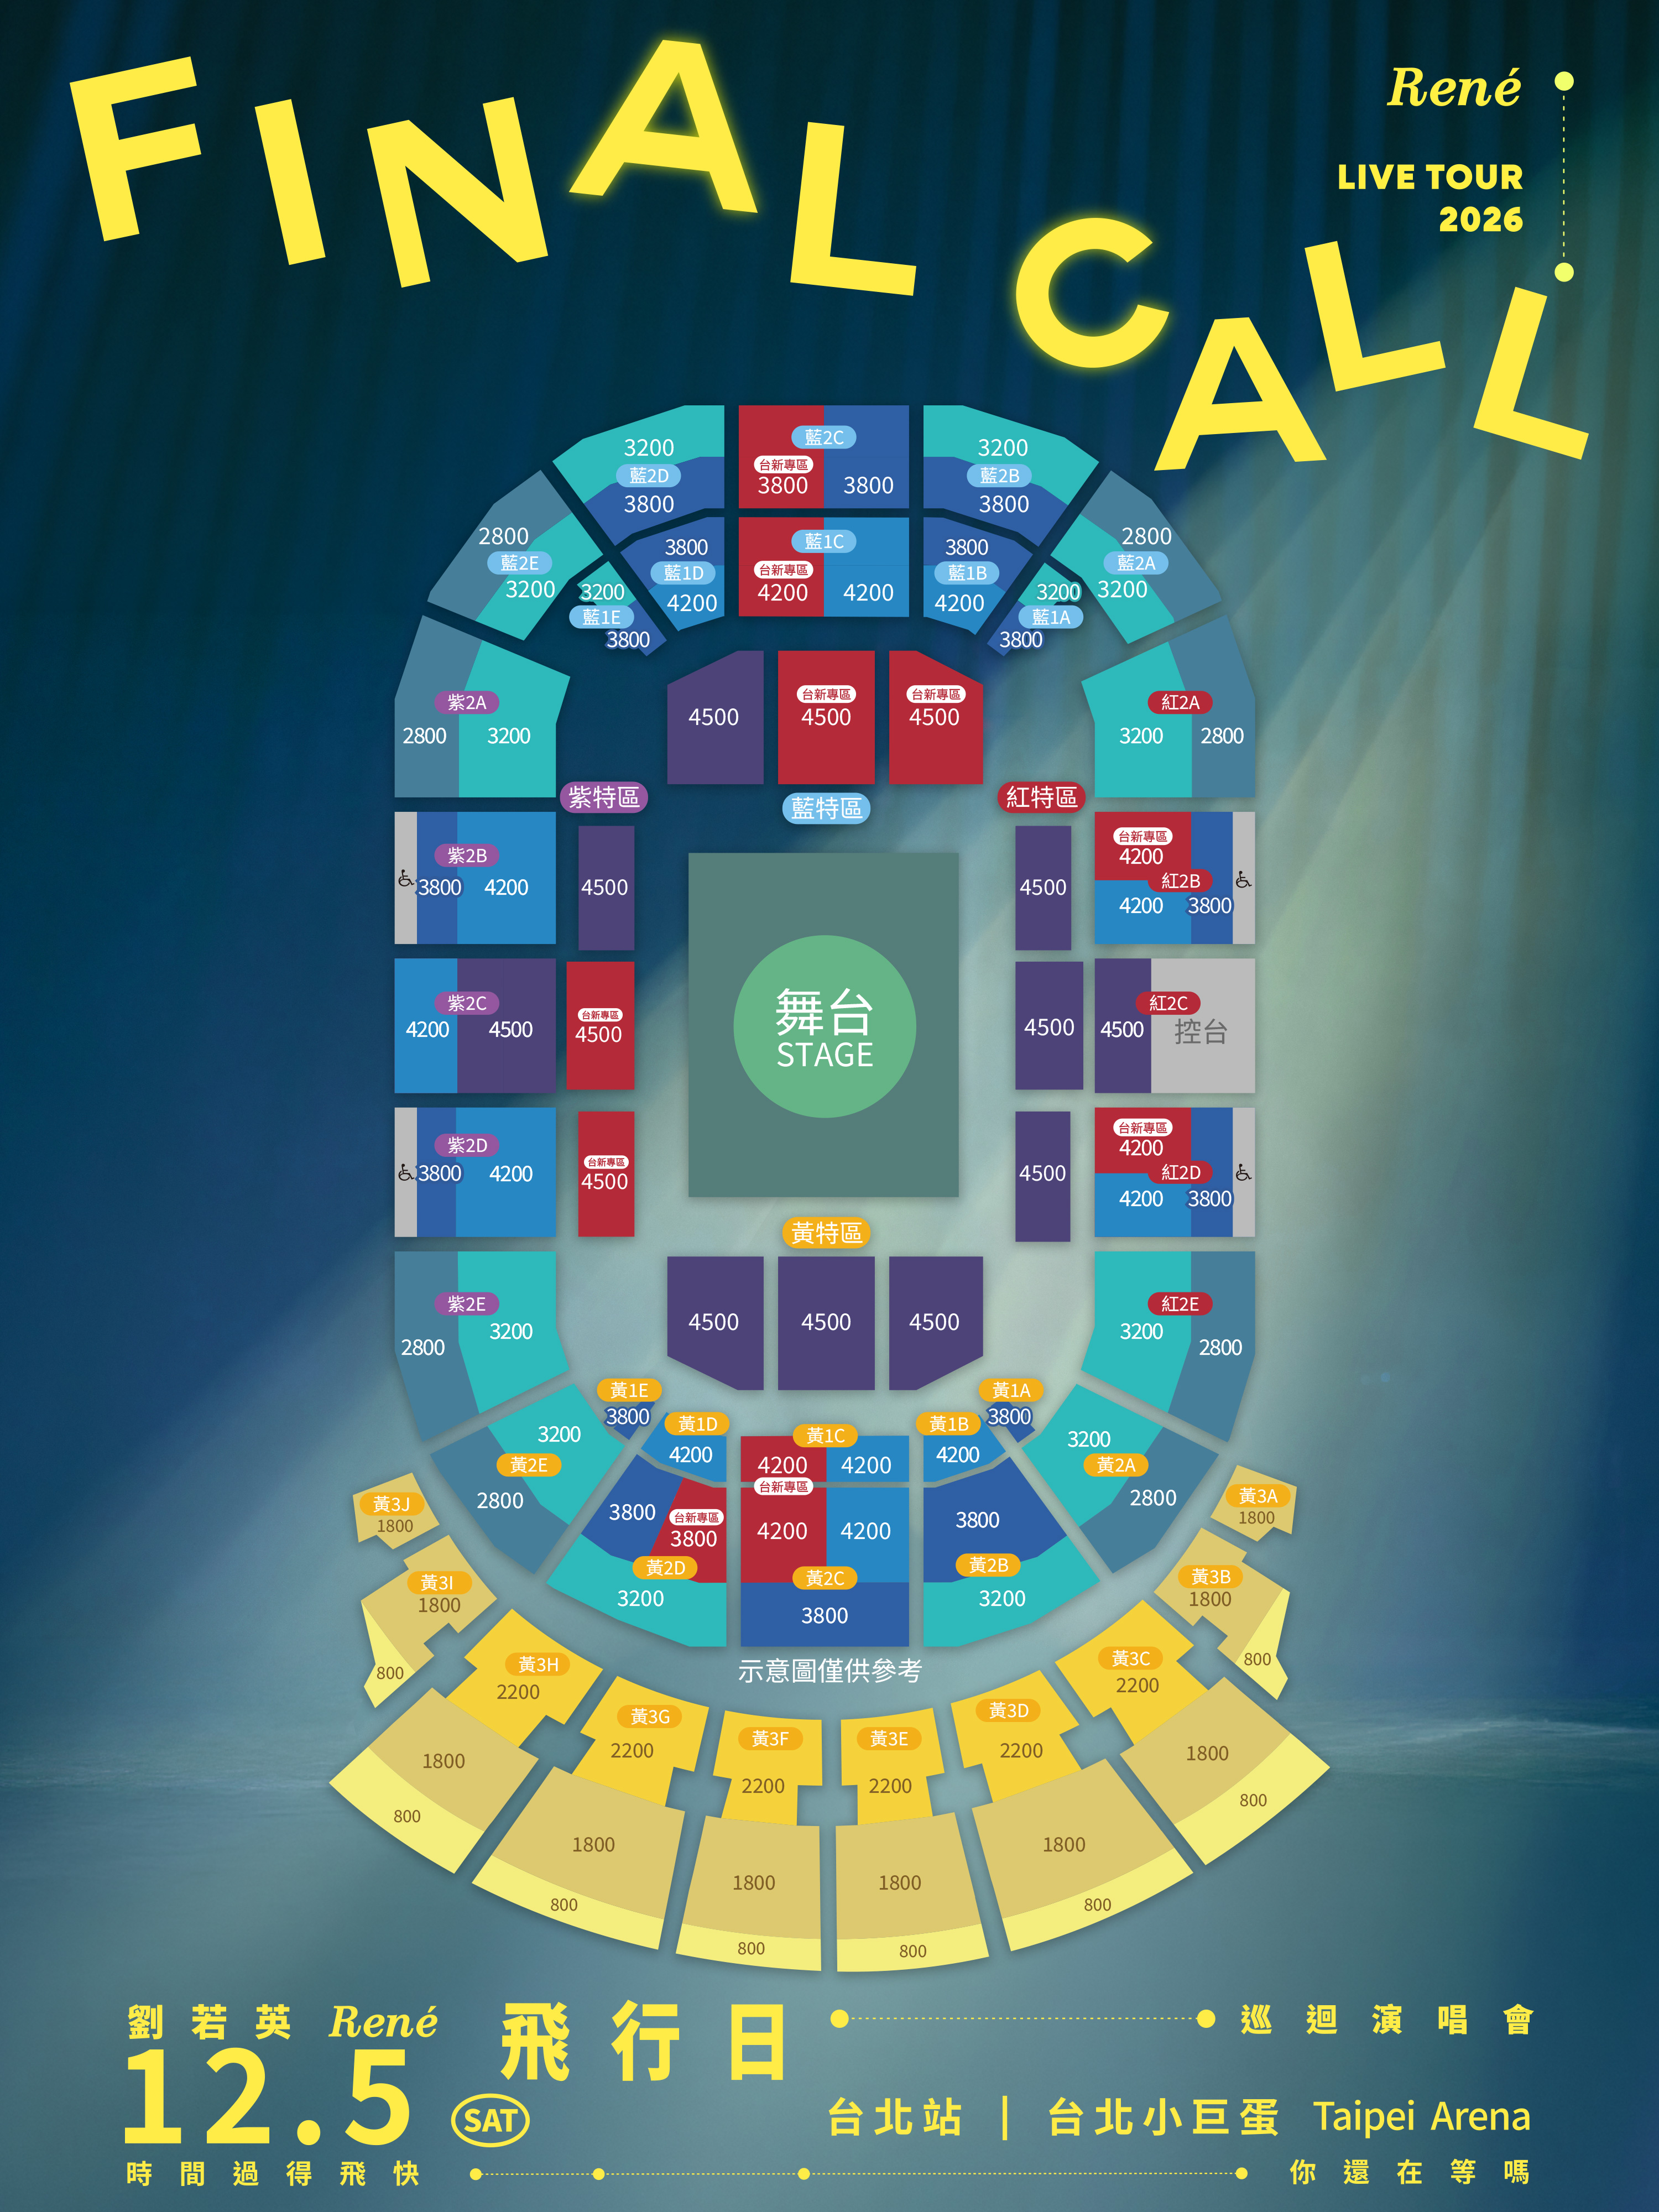 FINAL CALL
René
LIVE TOUR
2026
3200
藍2D
3800
藍2C
台新專區
3800
3800
3200
藍2B
3800
2800
藍2E
3200
3800
藍1D
4200
藍1C
台新專區
4200
4200
3800
藍1B
4200
2800
藍2A
3200
3200
藍1E
3800
3200
藍1A
3800
紫2A
2800
3200
4500
台新專區
4500
台新專區
4500
紅2A
3200
2800
紫特區
藍特區
紅特區
紫2B
3800
4200
4500
4500
台新專區
4200
紅2B
4200
3800
紫2C
4200
4500
台新專區
4500
舞台
STAGE
4500
紅2C
4500
控台
紫2D
3800
4200
台新專區
4500
4500
台新專區
4200
紅2D
4200
3800
黃特區
紫2E
2800
3200
4500
4500
4500
紅2E
3200
2800
黃1E
3800
黃1D
4200
黃1C
4200
4200
黃1B
4200
黃1A
3800
3200
黃2E
2800
3800
台新專區
3800
黃2D
3200
台新專區
4200
4200
黃2C
3800
3800
黃2B
3200
3200
黃2A
2800
黃3J
1800
黃3A
1800
黃3I
1800
800
黃3B
1800
800
示意圖僅供參考
黃3H
2200
1800
800
黃3G
2200
1800
800
黃3F
2200
1800
800
黃3E
2200
1800
800
黃3D
2200
1800
800
黃3C
2200
1800
800
劉若英 René 飛行日 巡迴演唱會
12.5 SAT
台北站 | 台北小巨蛋 Taipei Arena
時間過得飛快 你還在等嗎